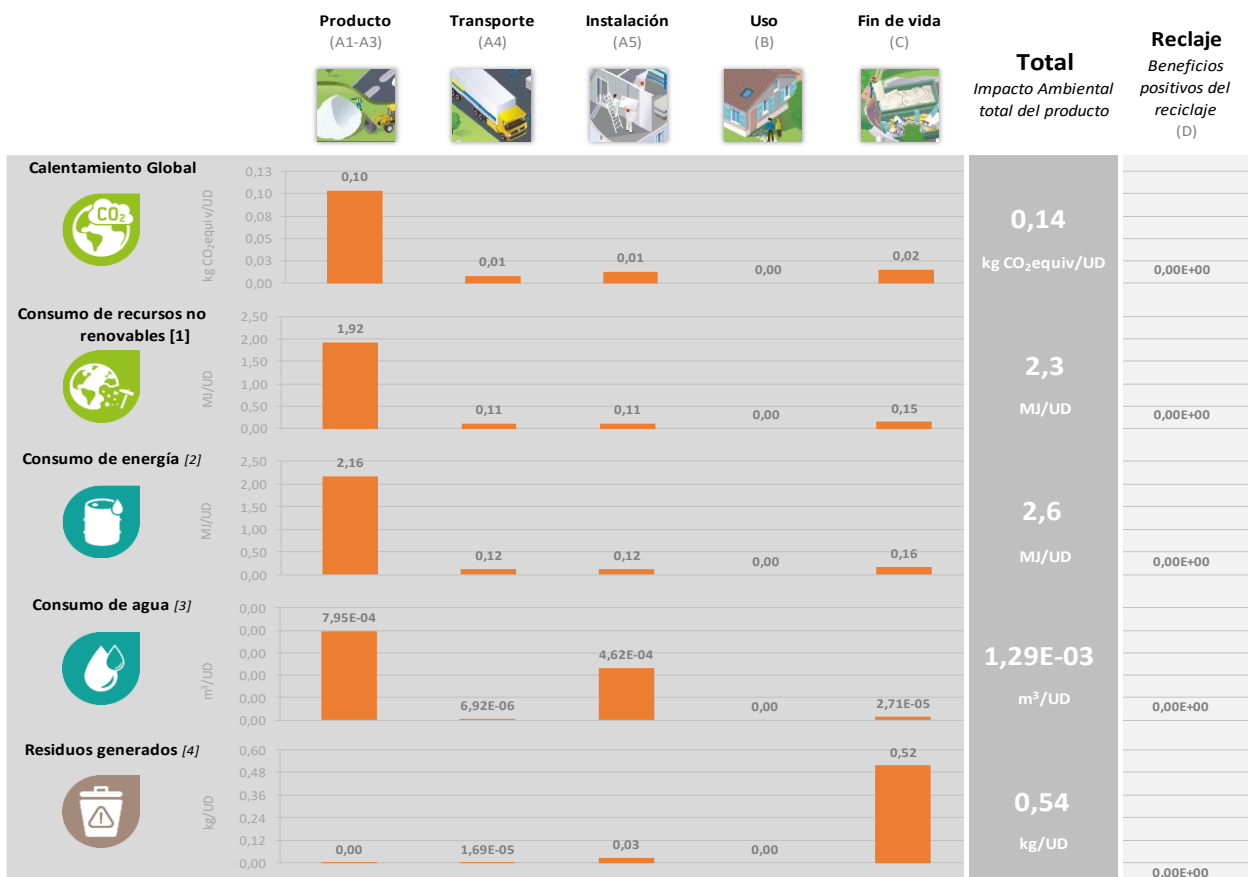 Producto
(A1-A3)
Transporte
(A4)
Instalación
(A5)
Uso
(B)
Fin de vida
(C)
Total
Impacto Ambiental
total del producto
Reclaje
Beneficios
positivos del
reciclaje
(D)
Calentamiento Global
CO2
kg CO2equiv/UD
0,13
0,10
0,08
0,05
0,03
0,00
0,10
0,01
0,01
0,00
0,02
0,14
kg CO2equiv/UD
0,00E+00
Consumo de recursos no
renovables [1]
MJ/UD
2,50
2,00
1,50
1,00
0,50
0,00
1,92
0,11
0,11
0,00
0,15
2,3
MJ/UD
0,00E+00
Consumo de energía [2]
MJ/UD
2,50
2,00
1,50
1,00
0,50
0,00
2,16
0,12
0,12
0,00
0,16
2,6
MJ/UD
0,00E+00
Consumo de agua [3]
m³/UD
0,00
0,00
0,00
0,00
0,00
0,00
7,95E-04
6,92E-06
4,62E-04
0,00
2,71E-05
1,29E-03
m³/UD
0,00E+00
Residuos generados [4]
kg/UD
0,60
0,48
0,36
0,24
0,12
0,00
0,00
1,69E-05
0,03
0,00
0,52
0,54
kg/UD
0,00E+00